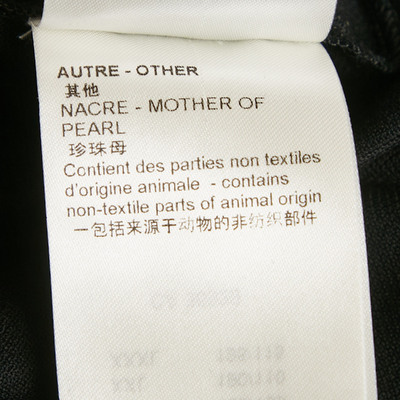 AUTRE - OTHER
其他
NACRE - MOTHER OF
PEARL
珍珠母
Contient des parties non textiles
d'origine animale - contains
non-textile parts of animal origin
一包括来源于动物的非纺织部件